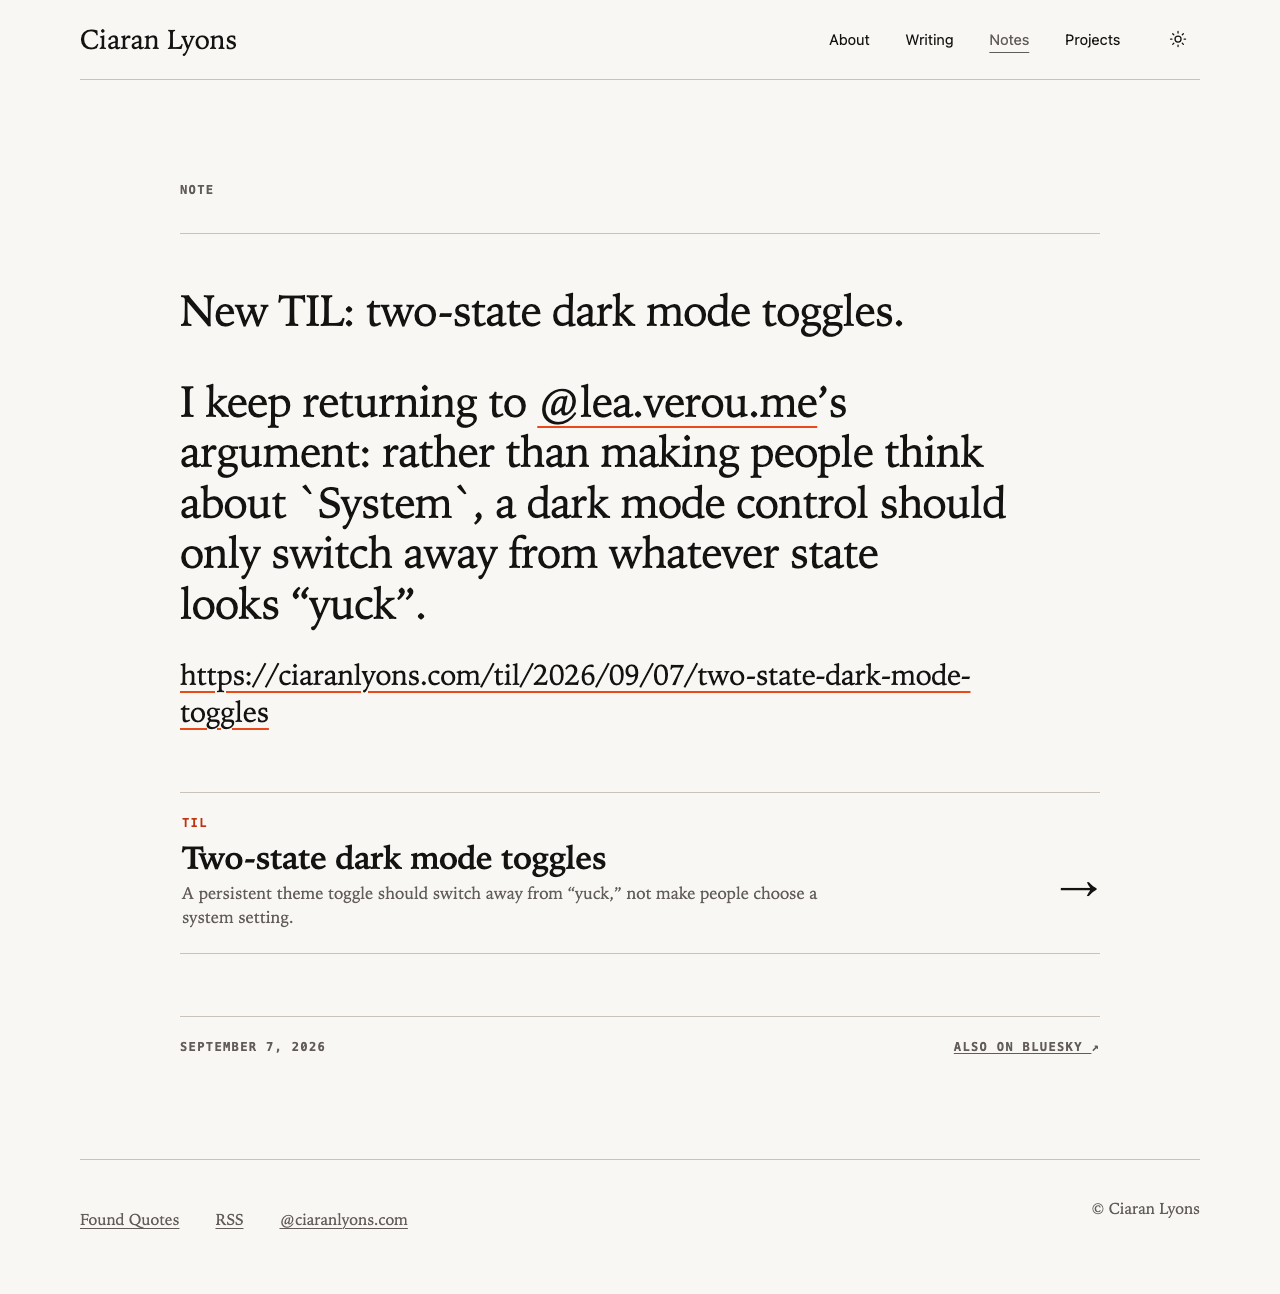 Ciaran Lyons
About Writing Notes Projects
NOTE
New TIL: two-state dark mode toggles.
I keep returning to @lea.verou.me’s
argument: rather than making people think
about `System`, a dark mode control should
only switch away from whatever state
looks “yuck”.
https://ciaranlyons.com/til/2026/09/07/two-state-dark-mode-
toggles
TIL
Two-state dark mode toggles
A persistent theme toggle should switch away from “yuck,” not make people choose a
system setting.
→
SEPTEMBER 7, 2026
ALSO ON BLUESKY ↗
Found Quotes RSS @ciaranlyons.com
© Ciaran Lyons